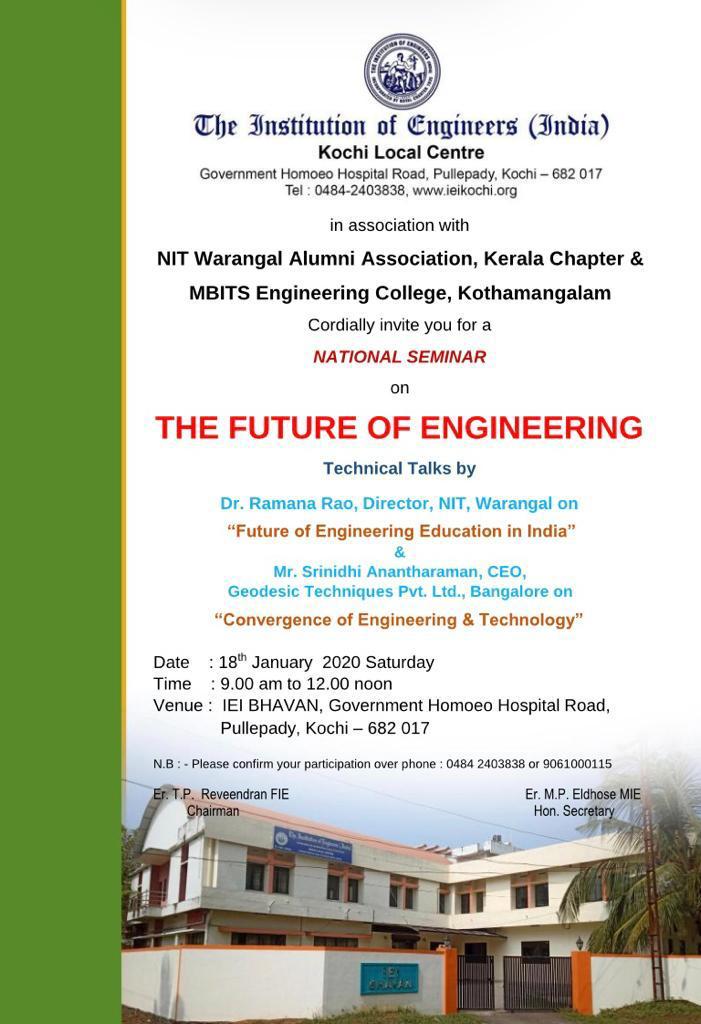 The Institution of Engineers (India)
Kochi Local Centre
Government Homoeo Hospital Road, Pullepady, Kochi – 682 017
Tel : 0484-2403838, www.ieikochi.org
in association with
NIT Warangal Alumni Association, Kerala Chapter &
MBITS Engineering College, Kothamangalam
Cordially invite you for a
NATIONAL SEMINAR
on
THE FUTURE OF ENGINEERING
Technical Talks by
Dr. Ramana Rao, Director, NIT, Warangal on
“Future of Engineering Education in India”
&
Mr. Srinidhi Anantharaman, CEO,
Geodesic Techniques Pvt. Ltd., Bangalore on
“Convergence of Engineering & Technology”
Date : 18th January 2020 Saturday
Time : 9.00 am to 12.00 noon
Venue : IEI BHAVAN, Government Homoeo Hospital Road,
Pullepady, Kochi – 682 017
N.B : - Please confirm your participation over phone : 0484 2403838 or 9061000115
Er. T.P. Reveendran FIE Er. M.P. Eldhose MIE
Chairman Hon. Secretary
The Institution of Engineers (India)
IEI
BHAVAN